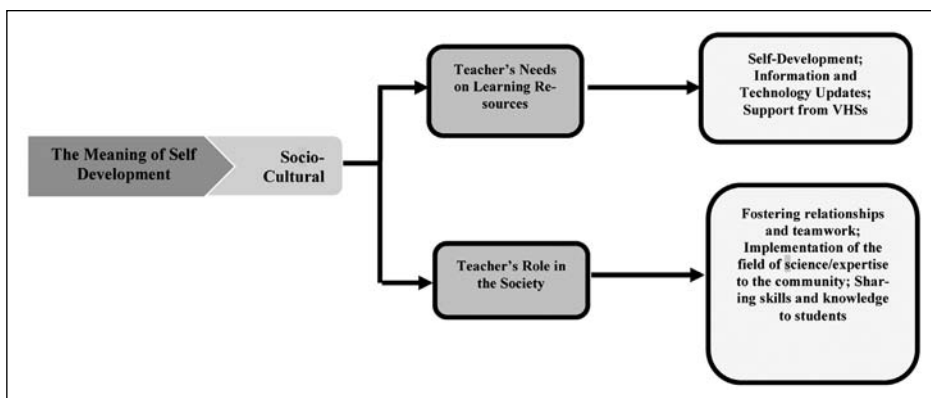 The Meaning of Self
Development
Socio-
Cultural
Teacher's Needs
on Learning Re-
sources
Self-Development;
Information and
Technology Updates;
Support from VHSs
Teacher's Role in
the Society
Fostering relationships
and teamwork;
Implementation of the
field of science/expertise
to the community; Shar-
ing skills and knowledge
to students